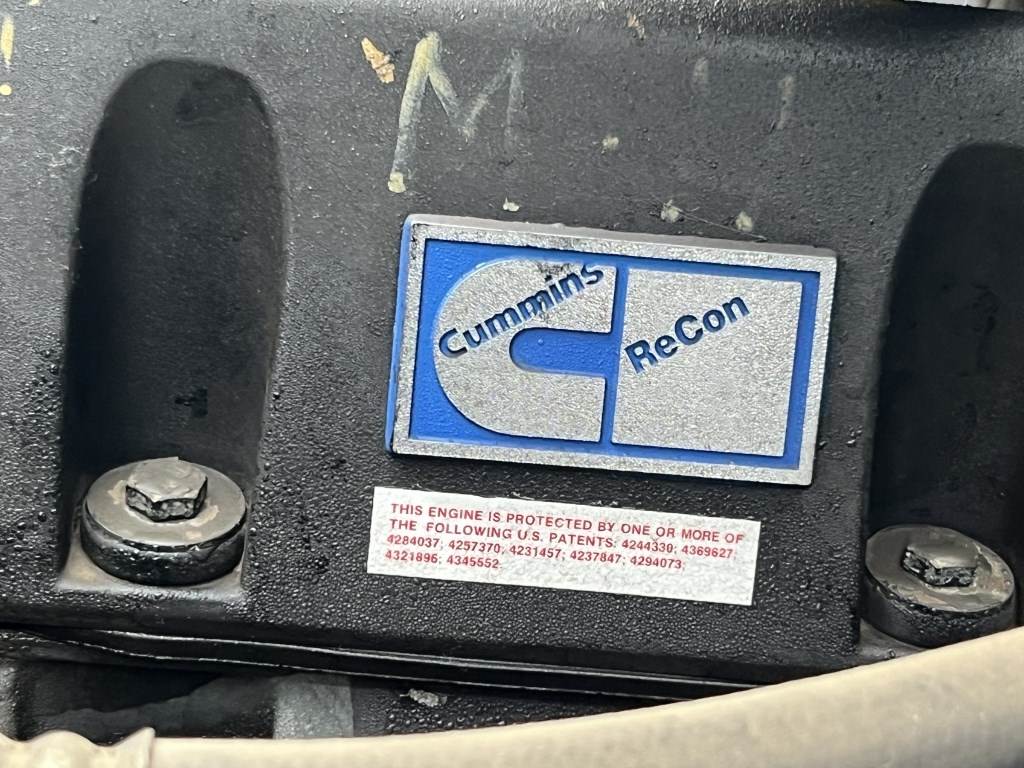 M
Cummins
ReCon
THIS ENGINE IS PROTECTED BY ONE OR MORE OF
THE FOLLOWING U.S. PATENTS: 4244330; 4369627;
4284037; 4257370; 4231457; 4237847; 4294073;
4321896; 4345552.